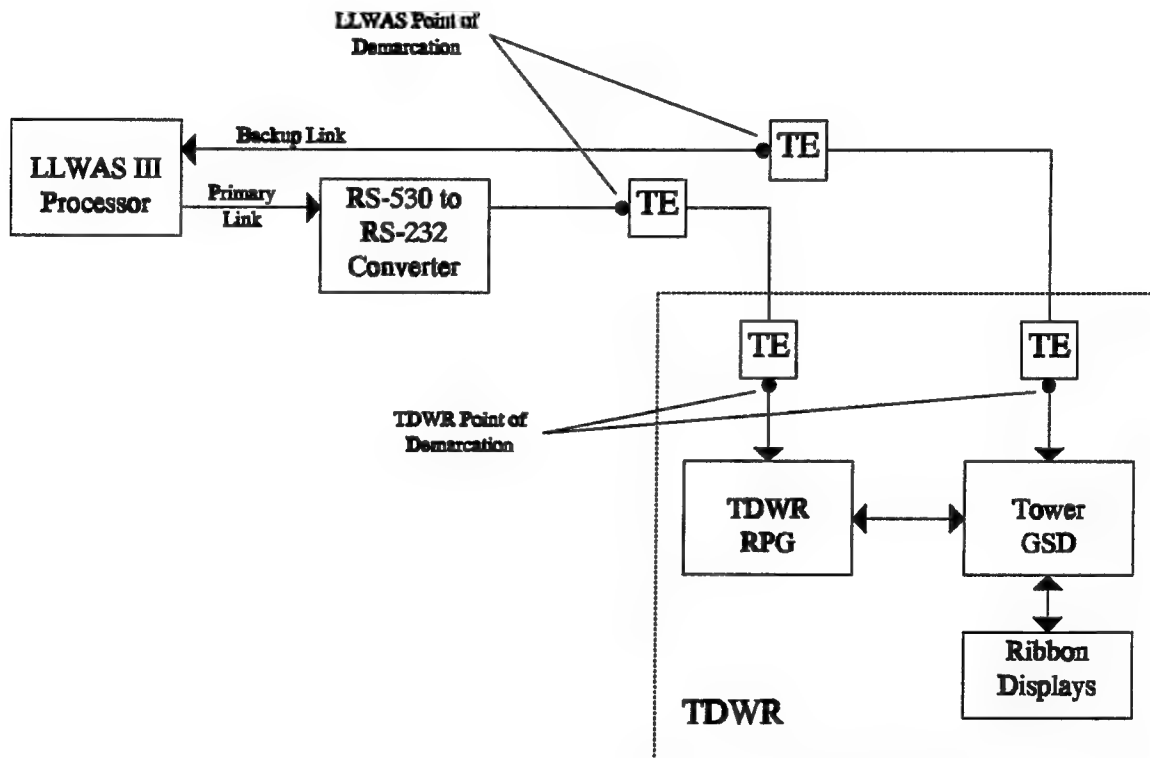 LLWAS Point of
Demarcation
Backup Link
TE
LLWAS III
Processor
Primary
Link
RS-530 to
RS-232
Converter
TE
TE
TE
TDWR Point of
Demarcation
TDWR
RPG
Tower
GSD
Ribbon
Displays
TDWR